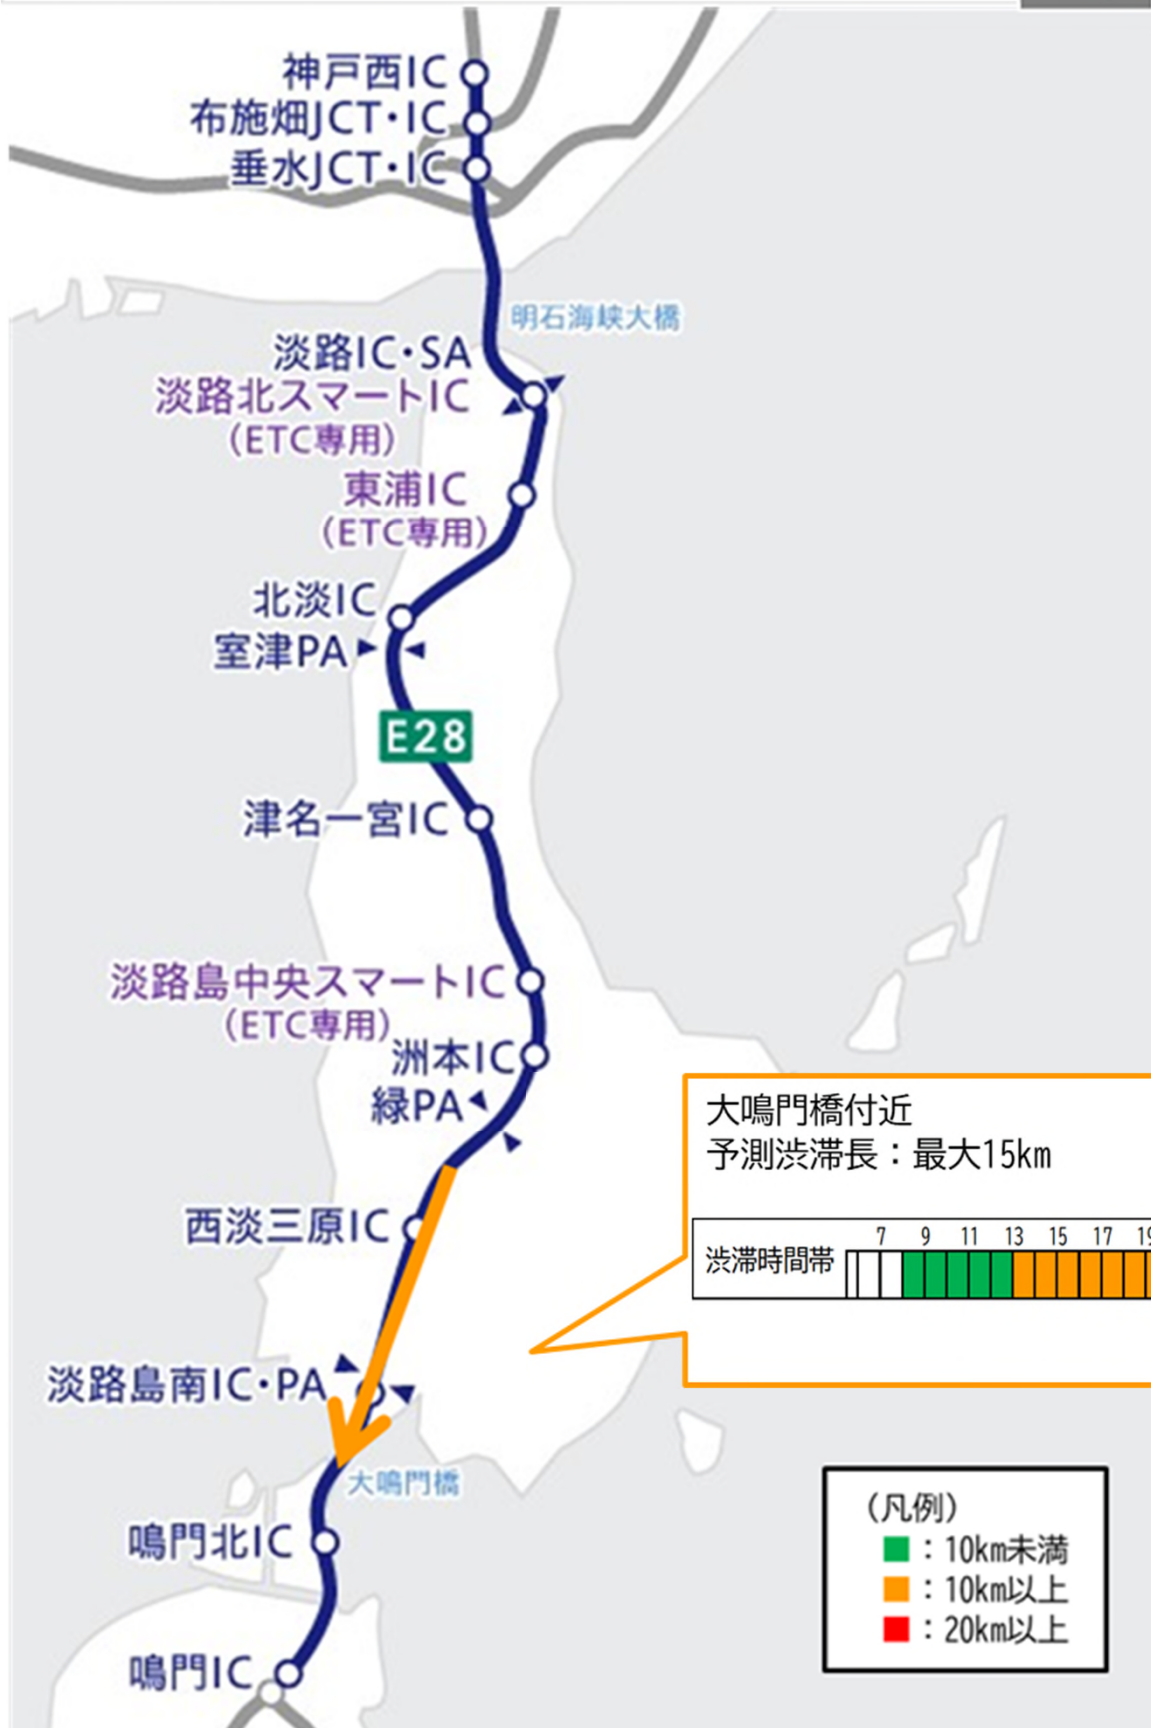 神戸西IC
布施畑JCT・IC
垂水JCT・IC
明石海峡大橋
淡路IC・SA
淡路北スマートIC
(ETC専用)
東浦IC
(ETC専用)
北淡IC
室津PA
E28
津名一宮IC
淡路島中央スマートIC
(ETC専用)
洲本IC
緑PA
大鳴門橋付近
予測渋滞長：最大15km
渋滞時間帯
7 9 11 13 15 17 19
西淡三原IC
淡路島南IC・PA
大鳴門橋
鳴門北IC
鳴門IC
(凡例)
：10km未満
：10km以上
：20km以上